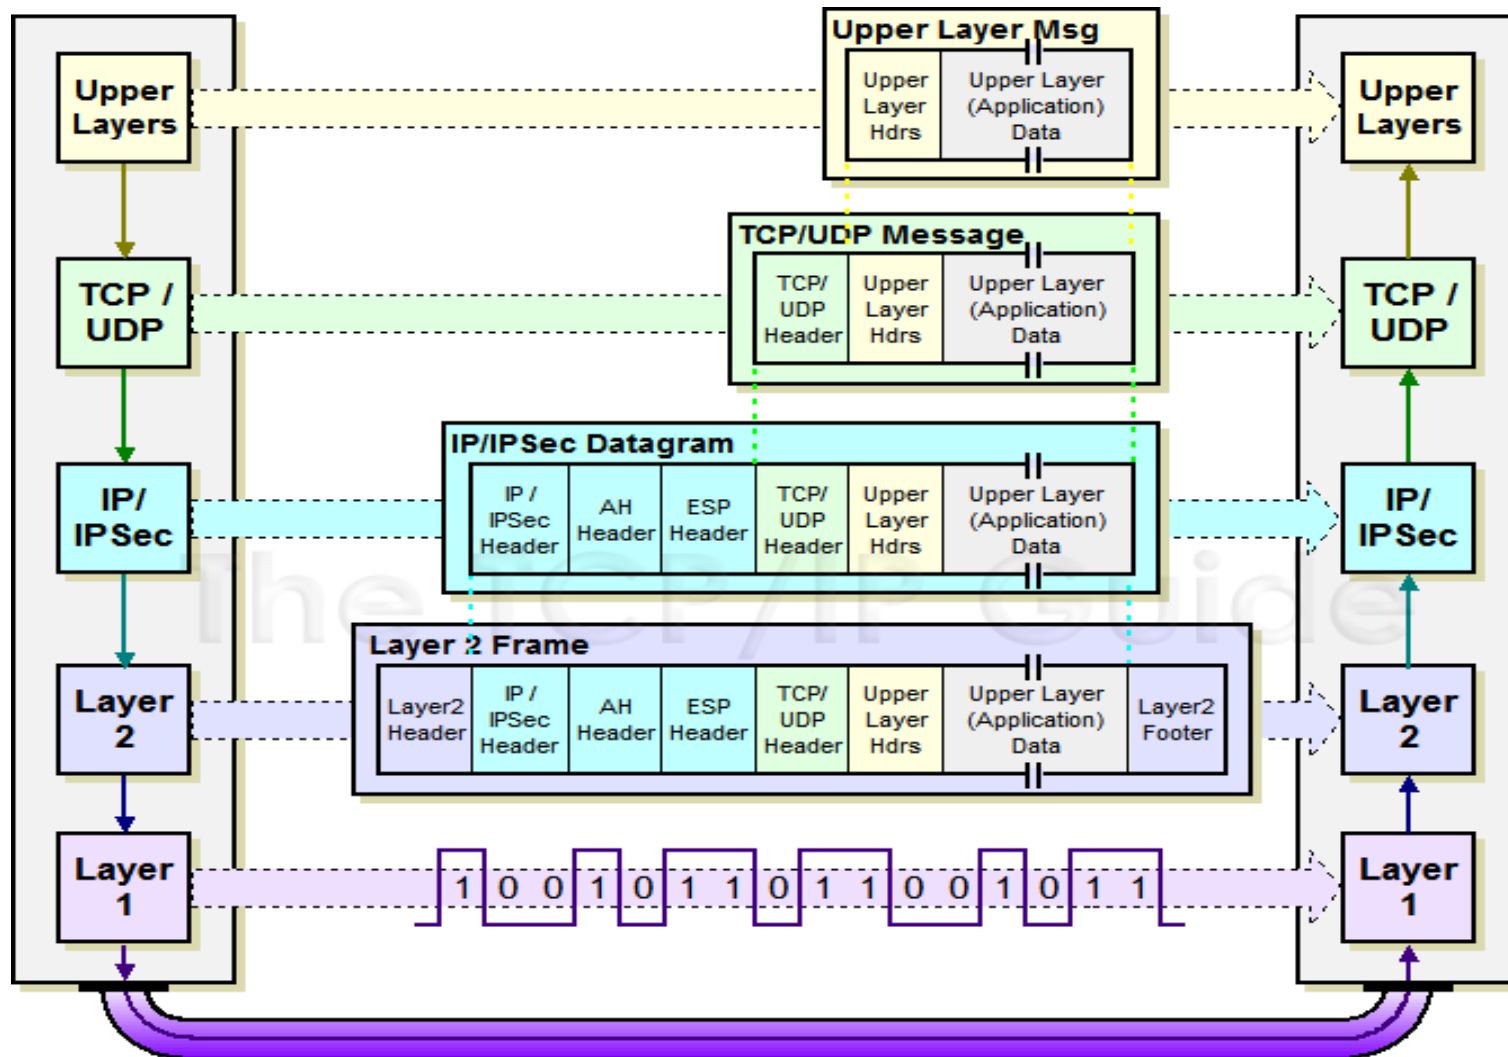 Upper Layer Msg
Upper
Layers
Upper
Layer
Hdrs
Upper Layer
(Application)
Data
Upper
Layers
TCP/UDP Message
TCP /
UDP
TCP/
UDP
Header
Upper
Layer
Hdrs
Upper Layer
(Application)
Data
TCP /
UDP
IP/IPSec Datagram
IP/
IPSec
IP /
IPSec
Header
AH
Header
ESP
Header
TCP/
UDP
Header
Upper
Layer
Hdrs
Upper Layer
(Application)
Data
IP/
IPSec
The TCP/IP Guide
Layer 2 Frame
Layer
2
Layer2
Header
IP /
IPSec
Header
AH
Header
ESP
Header
TCP/
UDP
Header
Upper
Layer
Hdrs
Upper Layer
(Application)
Data
Layer2
Footer
Layer
2
Layer
1
1 0 0 1 0 1 1 0 1 1 0 0 1 0 1 1
Layer
1